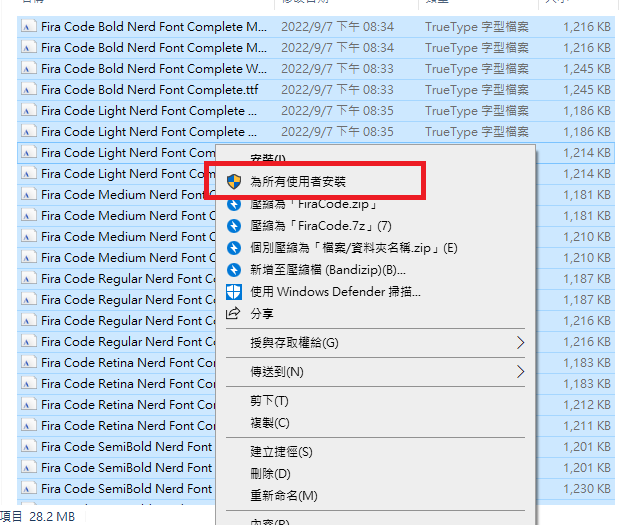 名稱 修改日期 類型 大小
Fira Code Bold Nerd Font Complete M... 2022/9/7 下午 08:34 TrueType 字型檔案 1,216 KB
Fira Code Bold Nerd Font Complete M... 2022/9/7 下午 08:34 TrueType 字型檔案 1,216 KB
Fira Code Bold Nerd Font Complete W... 2022/9/7 下午 08:33 TrueType 字型檔案 1,245 KB
Fira Code Bold Nerd Font Complete.ttf 2022/9/7 下午 08:33 TrueType 字型檔案 1,245 KB
Fira Code Light Nerd Font Complete ... 2022/9/7 下午 08:35 TrueType 字型檔案 1,186 KB
Fira Code Light Nerd Font Complete ... 2022/9/7 下午 08:35 TrueType 字型檔案 1,186 KB
Fira Code Light Nerd Font Com 1,214 KB
Fira Code Light Nerd Font Com 1,214 KB
Fira Code Medium Nerd Font 1,181 KB
Fira Code Medium Nerd Font 1,181 KB
Fira Code Medium Nerd Font 1,210 KB
Fira Code Medium Nerd Font 1,210 KB
Fira Code Regular Nerd Font 1,187 KB
Fira Code Regular Nerd Font 1,187 KB
Fira Code Regular Nerd Font 1,216 KB
Fira Code Regular Nerd Font 1,216 KB
Fira Code Retina Nerd Font Co 1,183 KB
Fira Code Retina Nerd Font Co 1,183 KB
Fira Code Retina Nerd Font Co 1,212 KB
Fira Code Retina Nerd Font Co 1,211 KB
Fira Code SemiBold Nerd Font 1,201 KB
Fira Code SemiBold Nerd Font 1,201 KB
Fira Code SemiBold Nerd Font 1,230 KB
安裝(I)
為所有使用者安裝
壓縮為「FiraCode.zip」
壓縮為「FiraCode.7z」(7)
個別壓縮為「檔案/資料夾名稱.zip」(E)
新增至壓縮檔 (Bandizip)(B)...
使用 Windows Defender 掃描...
分享
授與存取權給(G)
傳送到(N)
剪下(T)
複製(C)
建立捷徑(S)
刪除(D)
重新命名(M)
內容(R)
項目 28.2 MB